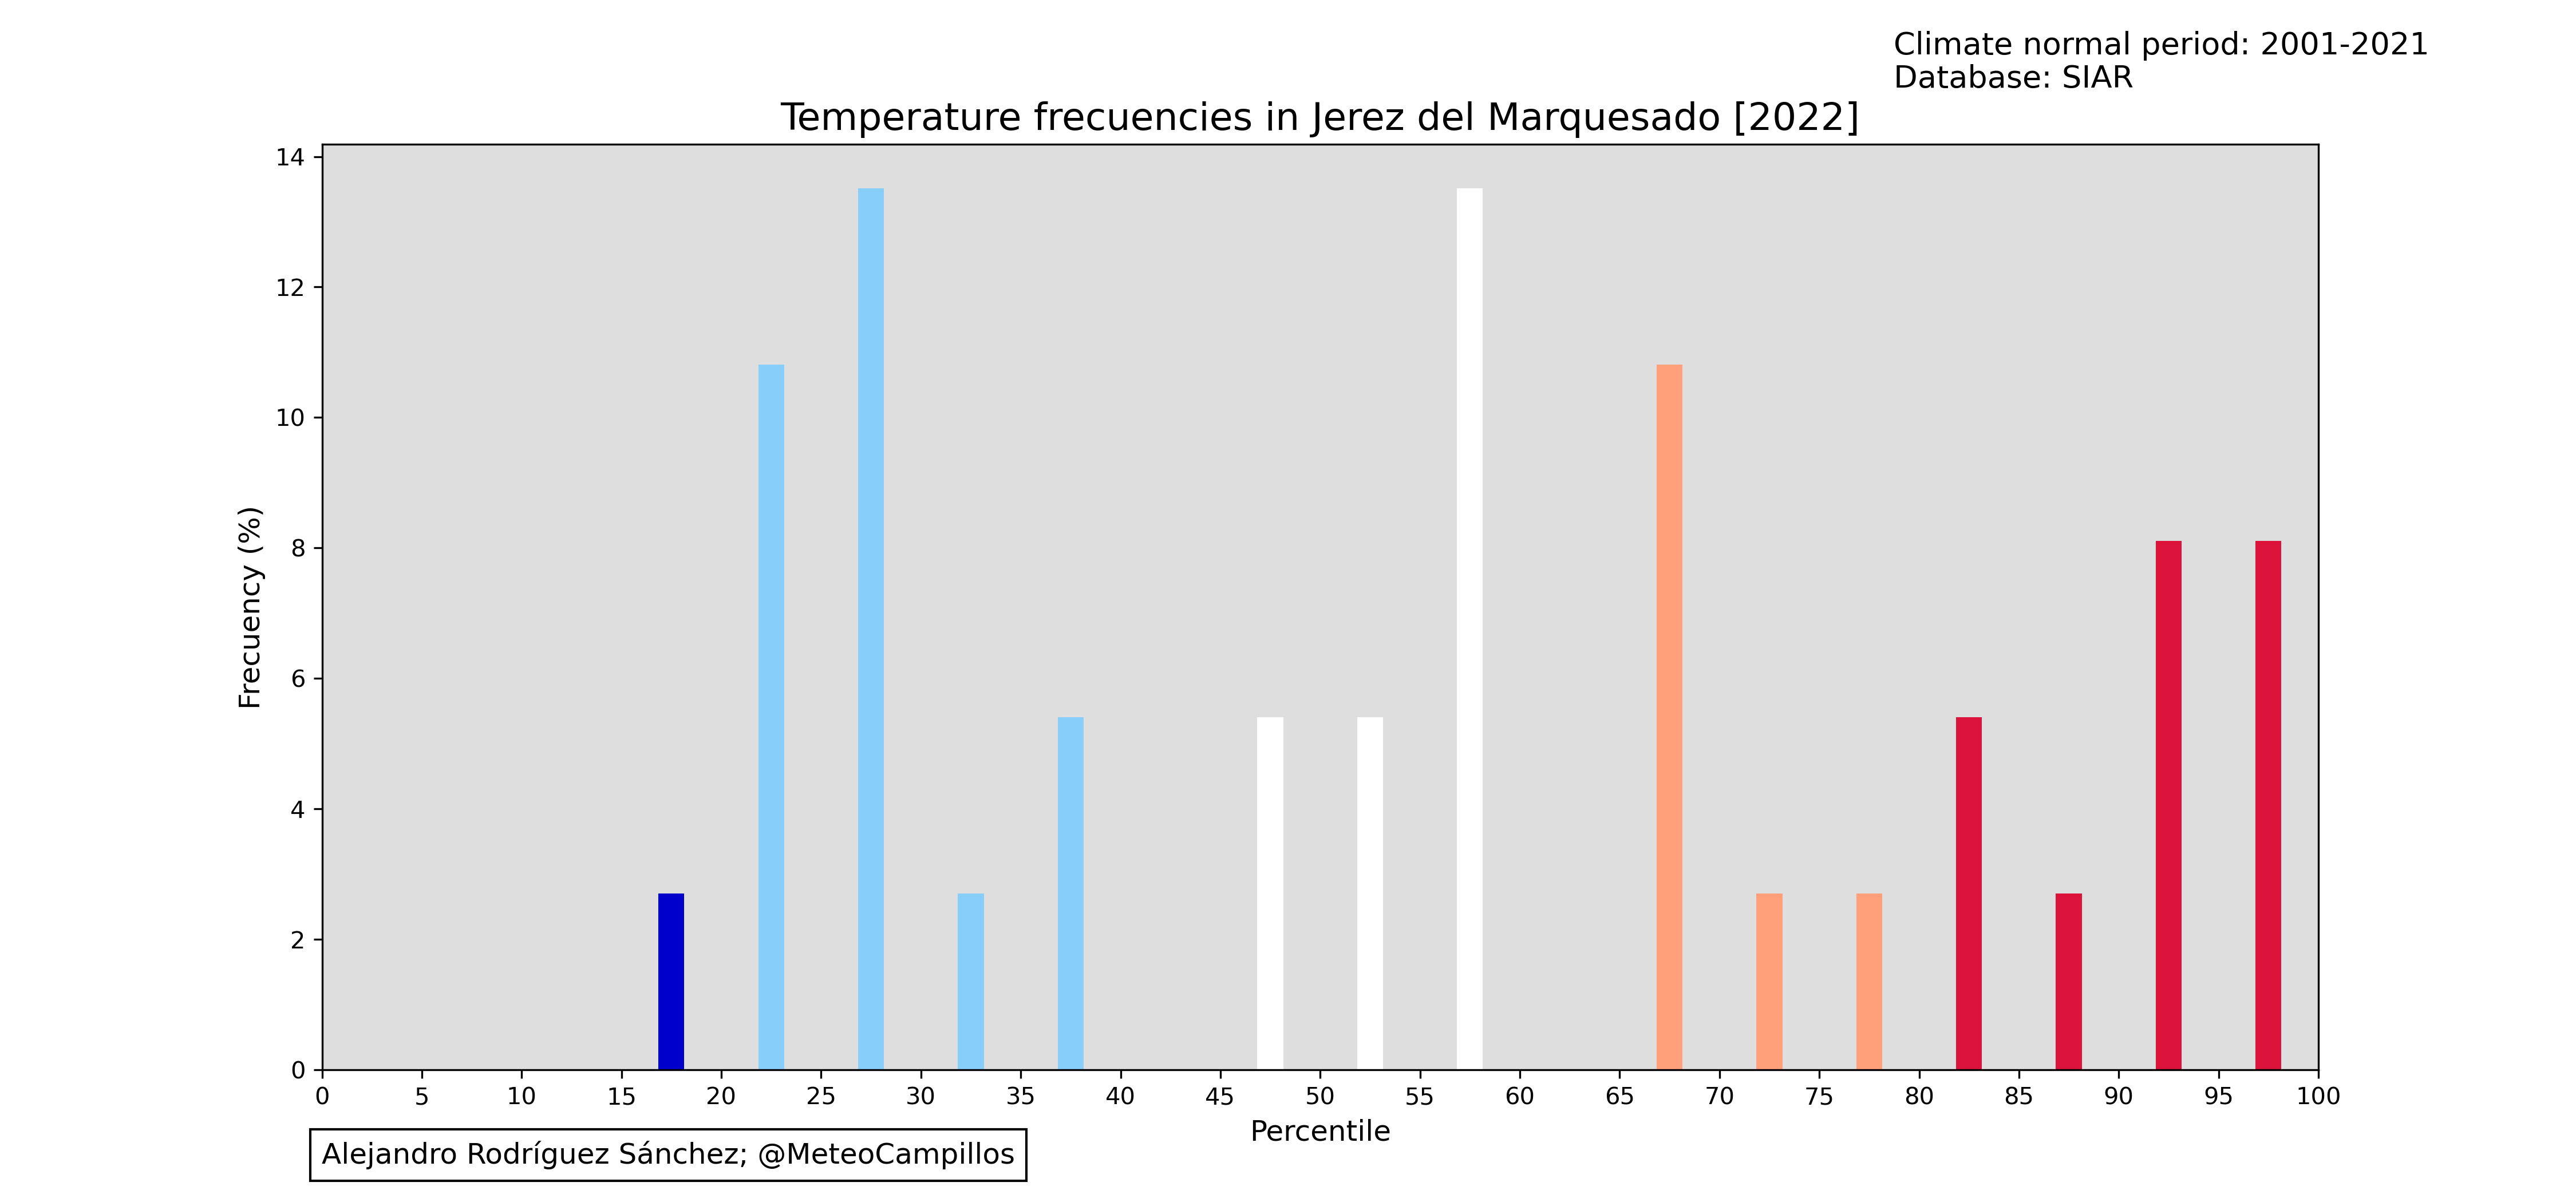 Climate normal period: 2001-2021
Database: SIAR
Temperature frecuencies in Jerez del Marquesado [2022]
14
12
10
8
6
4
2
0
Frecuency (%)
0 5 10 15 20 25 30 35 40 45 50 55 60 65 70 75 80 85 90 95 100
Percentile
Alejandro Rodríguez Sánchez; @MeteoCampillos